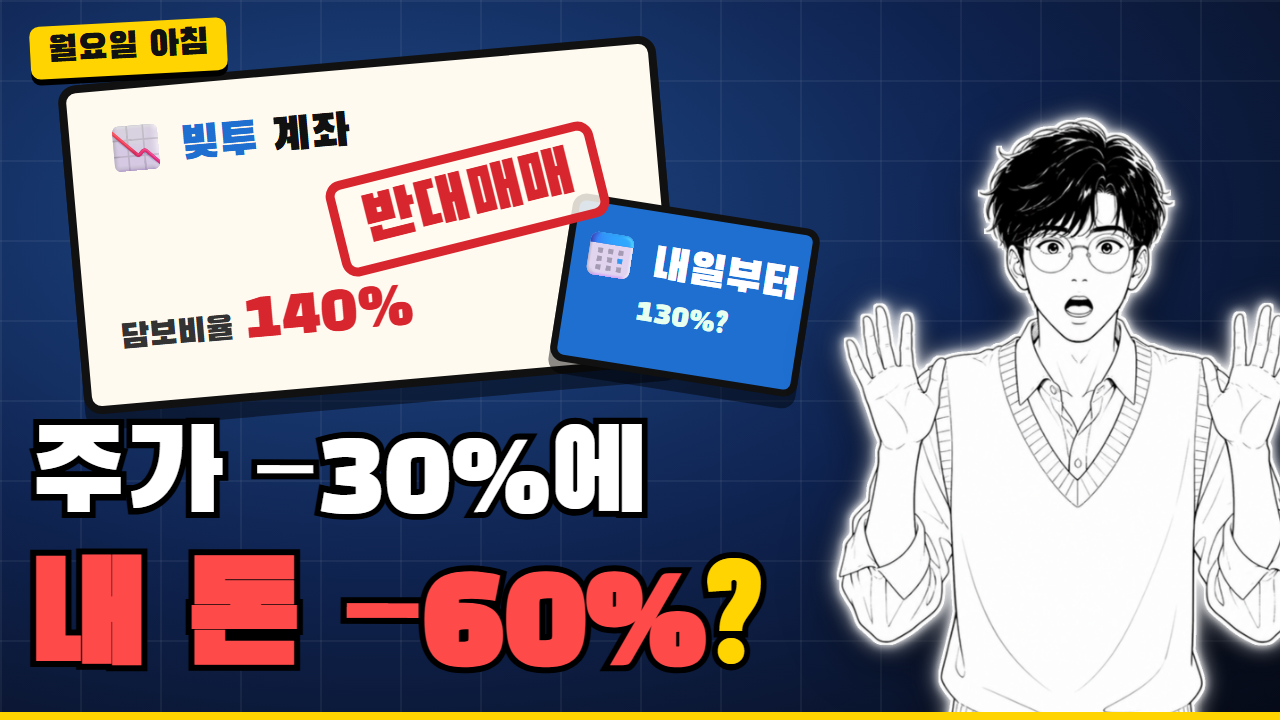 월요일 아침
빚투 계좌
반대매매
담보비율 140%
내일부터
130%?
주가 -30%에
내 돈 -60%?